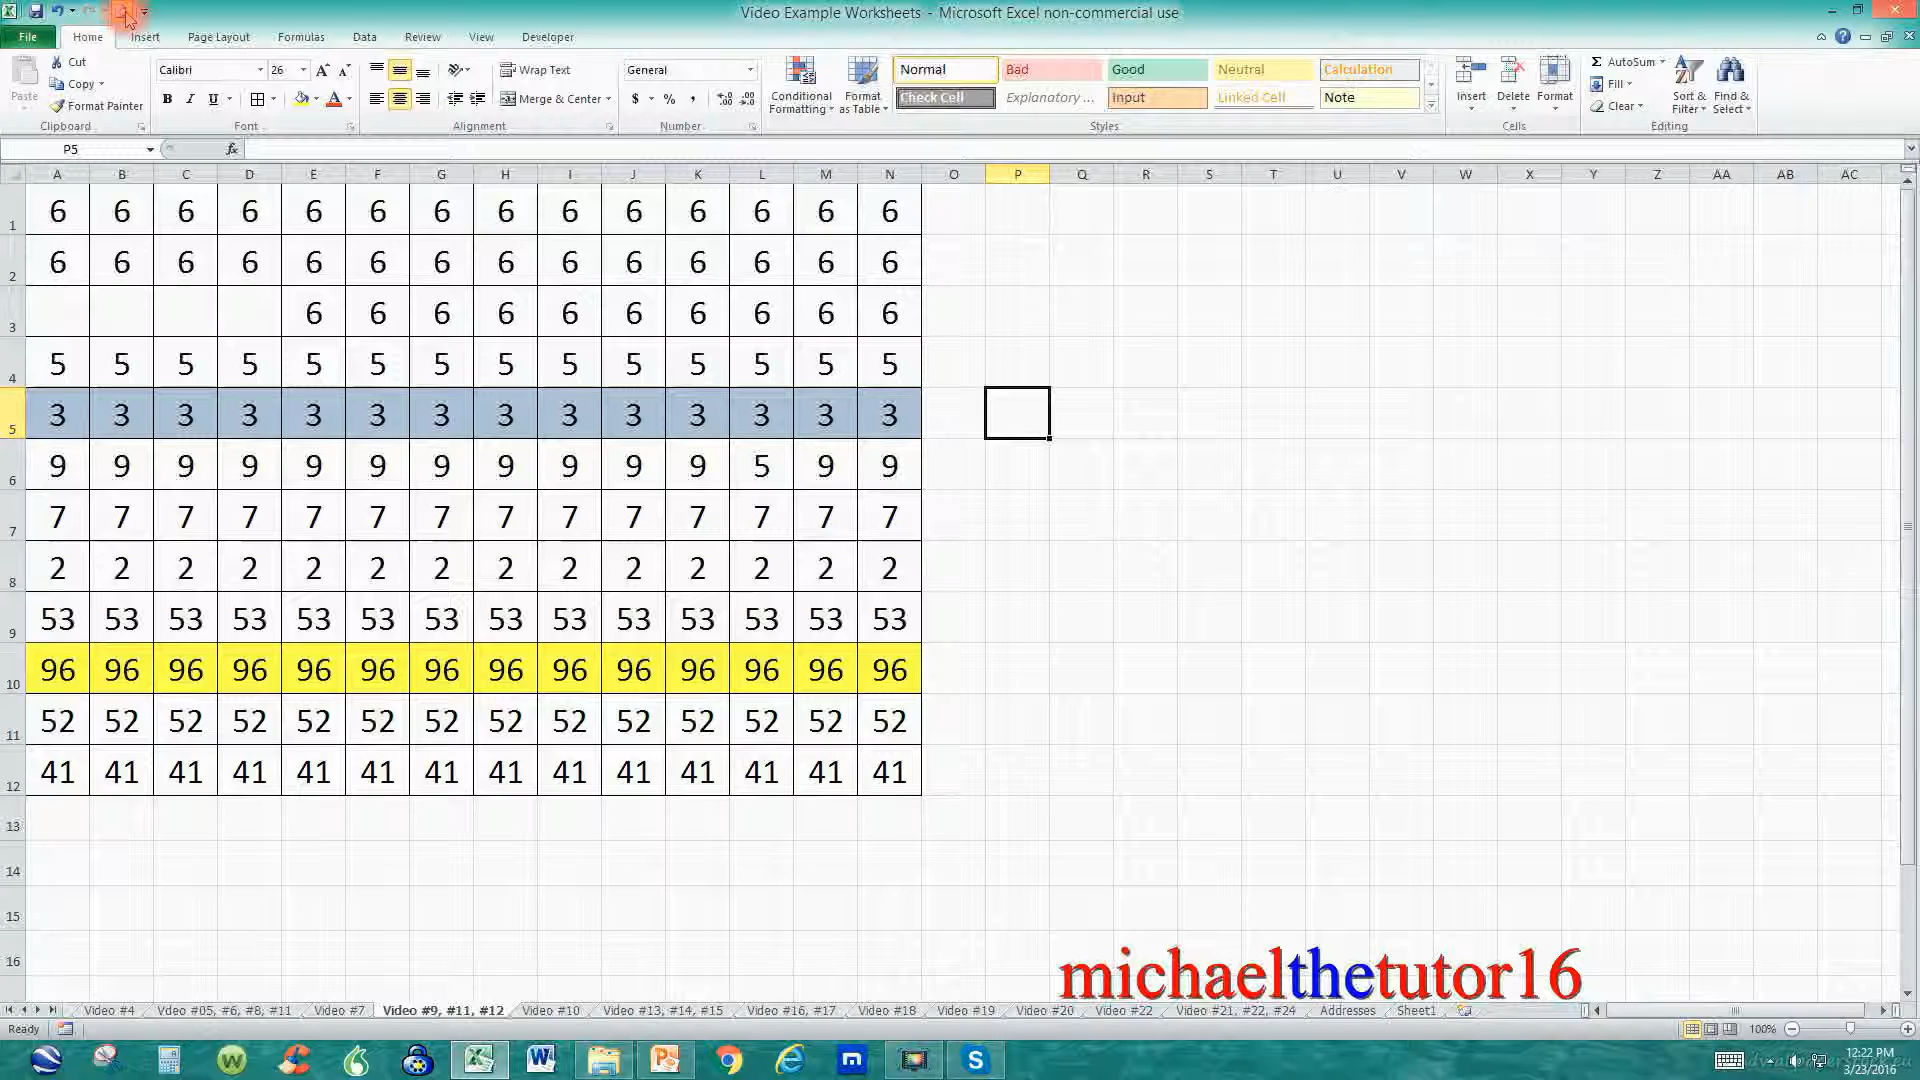 Video Example Worksheets - Microsoft Excel non-commercial use
File Home Insert Page Layout Formulas Data Review View Developer
Cut Calibri 26 Wrap Text General Normal Bad Good Neutral Calculation AutoSum
Paste Copy Conditional Formatting Format as Table Insert Delete Format Fill Sort & Filter Find & Select
Format Painter B I U Merge & Center $ % , Check Cell Explanatory ... Input Linked Cell Note Clear
Clipboard Font Alignment Number Styles Cells Editing
P5 fx
A B C D E F G H I J K L M N O P Q R S T U V W X Y Z AA AB AC
1 6 6 6 6 6 6 6 6 6 6 6 6 6 6
2 6 6 6 6 6 6 6 6 6 6 6 6 6 6
3 6 6 6 6 6 6 6 6 6 6
4 5 5 5 5 5 5 5 5 5 5 5 5 5 5
5 3 3 3 3 3 3 3 3 3 3 3 3 3 3
6 9 9 9 9 9 9 9 9 9 9 9 5 9 9
7 7 7 7 7 7 7 7 7 7 7 7 7 7 7
8 2 2 2 2 2 2 2 2 2 2 2 2 2 2
9 53 53 53 53 53 53 53 53 53 53 53 53 53 53
10 96 96 96 96 96 96 96 96 96 96 96 96 96 96
11 52 52 52 52 52 52 52 52 52 52 52 52 52 52
12 41 41 41 41 41 41 41 41 41 41 41 41 41 41
13
14
15
16
michaelthetutor16
Video #4 Video #05, #6, #8, #11 Video #7 Video #9, #11, #12 Video #10 Video #13, #14, #15 Video #16, #17 Video #18 Video #19 Video #20 Video #22 Video #21, #22, #24 Addresses Sheet1
Ready 100%
12:22 PM
3/23/2016